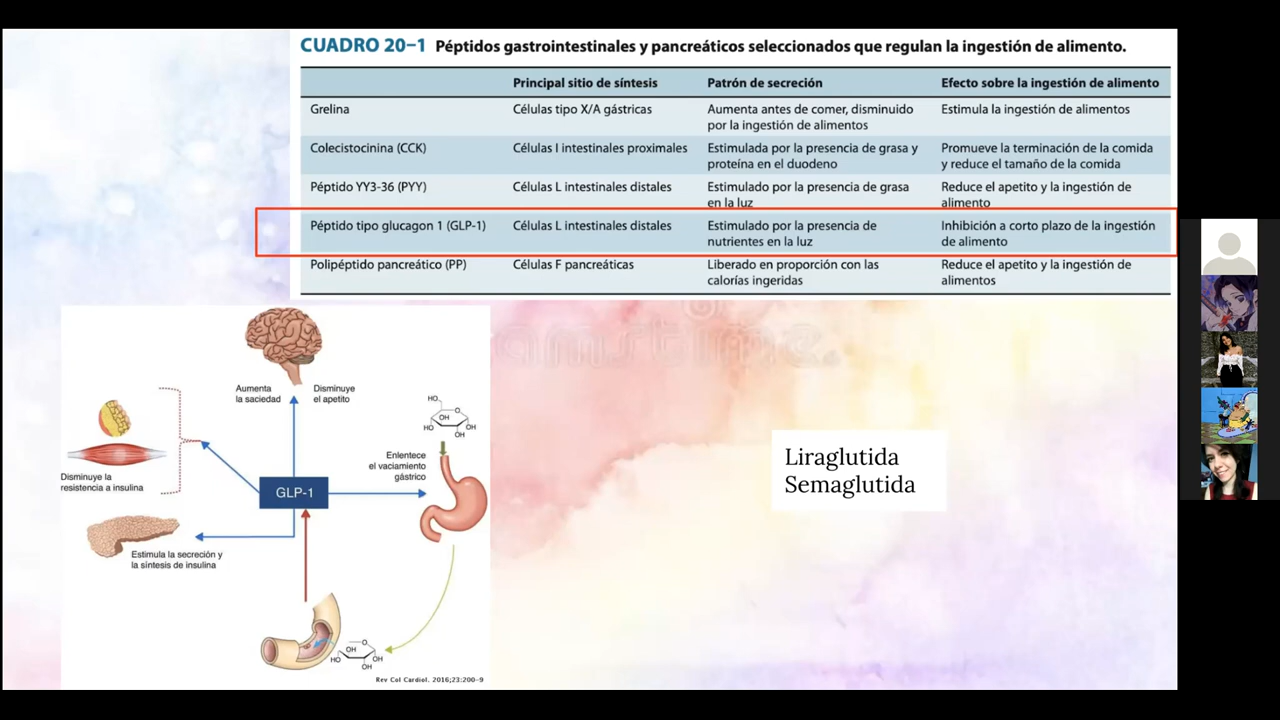 CUADRO 20–1 Péptidos gastrointestinales y pancreáticos seleccionados que regulan la ingestión de alimento.
Principal sitio de síntesis Patrón de secreción Efecto sobre la ingestión de alimento
Grelina Células tipo X/A gástricas Aumenta antes de comer, disminuido Estimula la ingestión de alimentos
por la ingestión de alimentos
Colecistocinina (CCK) Células I intestinales proximales Estimulada por la presencia de grasa y Promueve la terminación de la comida
proteína en el duodeno y reduce el tamaño de la comida
Péptido YY3-36 (PYY) Células L intestinales distales Estimulado por la presencia de grasa Reduce el apetito y la ingestión de
en la luz alimento
Péptido tipo glucagon 1 (GLP-1) Células L intestinales distales Estimulado por la presencia de Inhibición a corto plazo de la ingestión
nutrientes en la luz de alimento
Polipéptido pancreático (PP) Células F pancreáticas Liberado en proporción con las Reduce el apetito y la ingestión de
calorías ingeridas alimentos
Aumenta
la saciedad
Disminuye
el apetito
HO
O
OH
HO
OH
OH
Enlentece
el vaciamiento
gástrico
Disminuye la
resistencia a insulina
GLP-1
Estimula la secreción y
la síntesis de insulina
O
OH
HO
OH
OH
Rev Col Cardiol. 2016;23:200-9
Liraglutida
Semaglutida